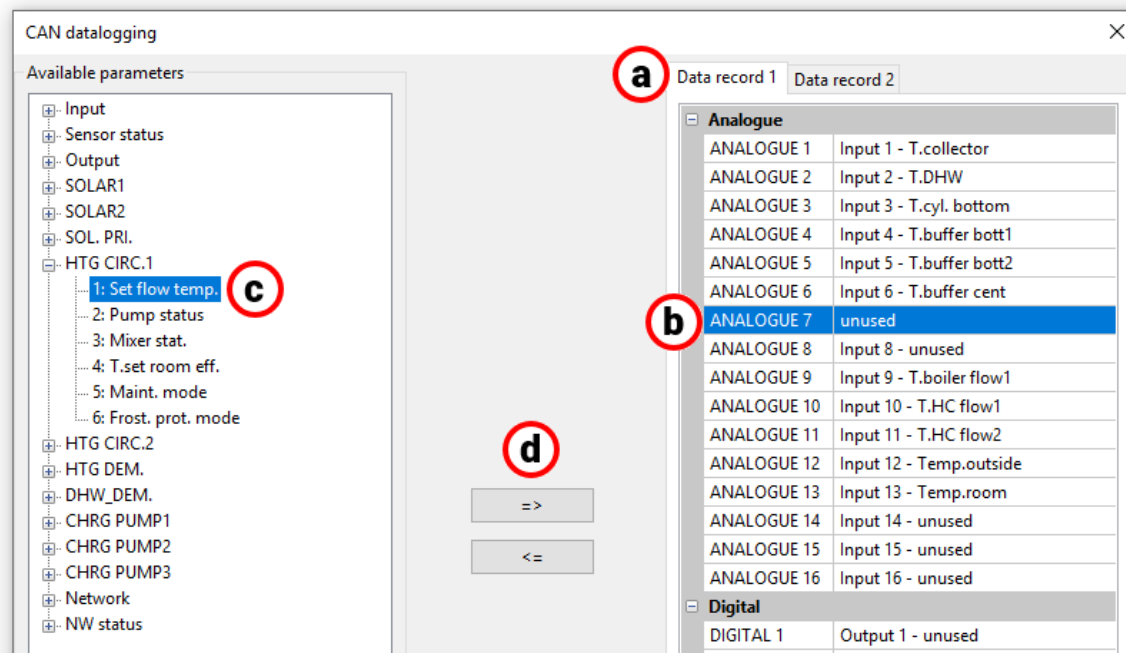 CAN datalogging
Available parameters
Input
Sensor status
Output
SOLAR1
SOLAR2
SOL. PRI.
HTG CIRC.1
1: Set flow temp.
c
2: Pump status
3: Mixer stat.
4: T.set room eff.
5: Maint. mode
6: Frost. prot. mode
HTG CIRC.2
HTG DEM.
DHW_DEM.
CHRG PUMP1
CHRG PUMP2
CHRG PUMP3
Network
NW status
d
=>
<=
a
Data record 1 Data record 2
Analogue
ANALOGUE 1 Input 1 - T.collector
ANALOGUE 2 Input 2 - T.DHW
ANALOGUE 3 Input 3 - T.cyl. bottom
ANALOGUE 4 Input 4 - T.buffer bott1
ANALOGUE 5 Input 5 - T.buffer bott2
ANALOGUE 6 Input 6 - T.buffer cent
b
ANALOGUE 7 unused
ANALOGUE 8 Input 8 - unused
ANALOGUE 9 Input 9 - T.boiler flow1
ANALOGUE 10 Input 10 - T.HC flow1
ANALOGUE 11 Input 11 - T.HC flow2
ANALOGUE 12 Input 12 - Temp.outside
ANALOGUE 13 Input 13 - Temp.room
ANALOGUE 14 Input 14 - unused
ANALOGUE 15 Input 15 - unused
ANALOGUE 16 Input 16 - unused
Digital
DIGITAL 1 Output 1 - unused